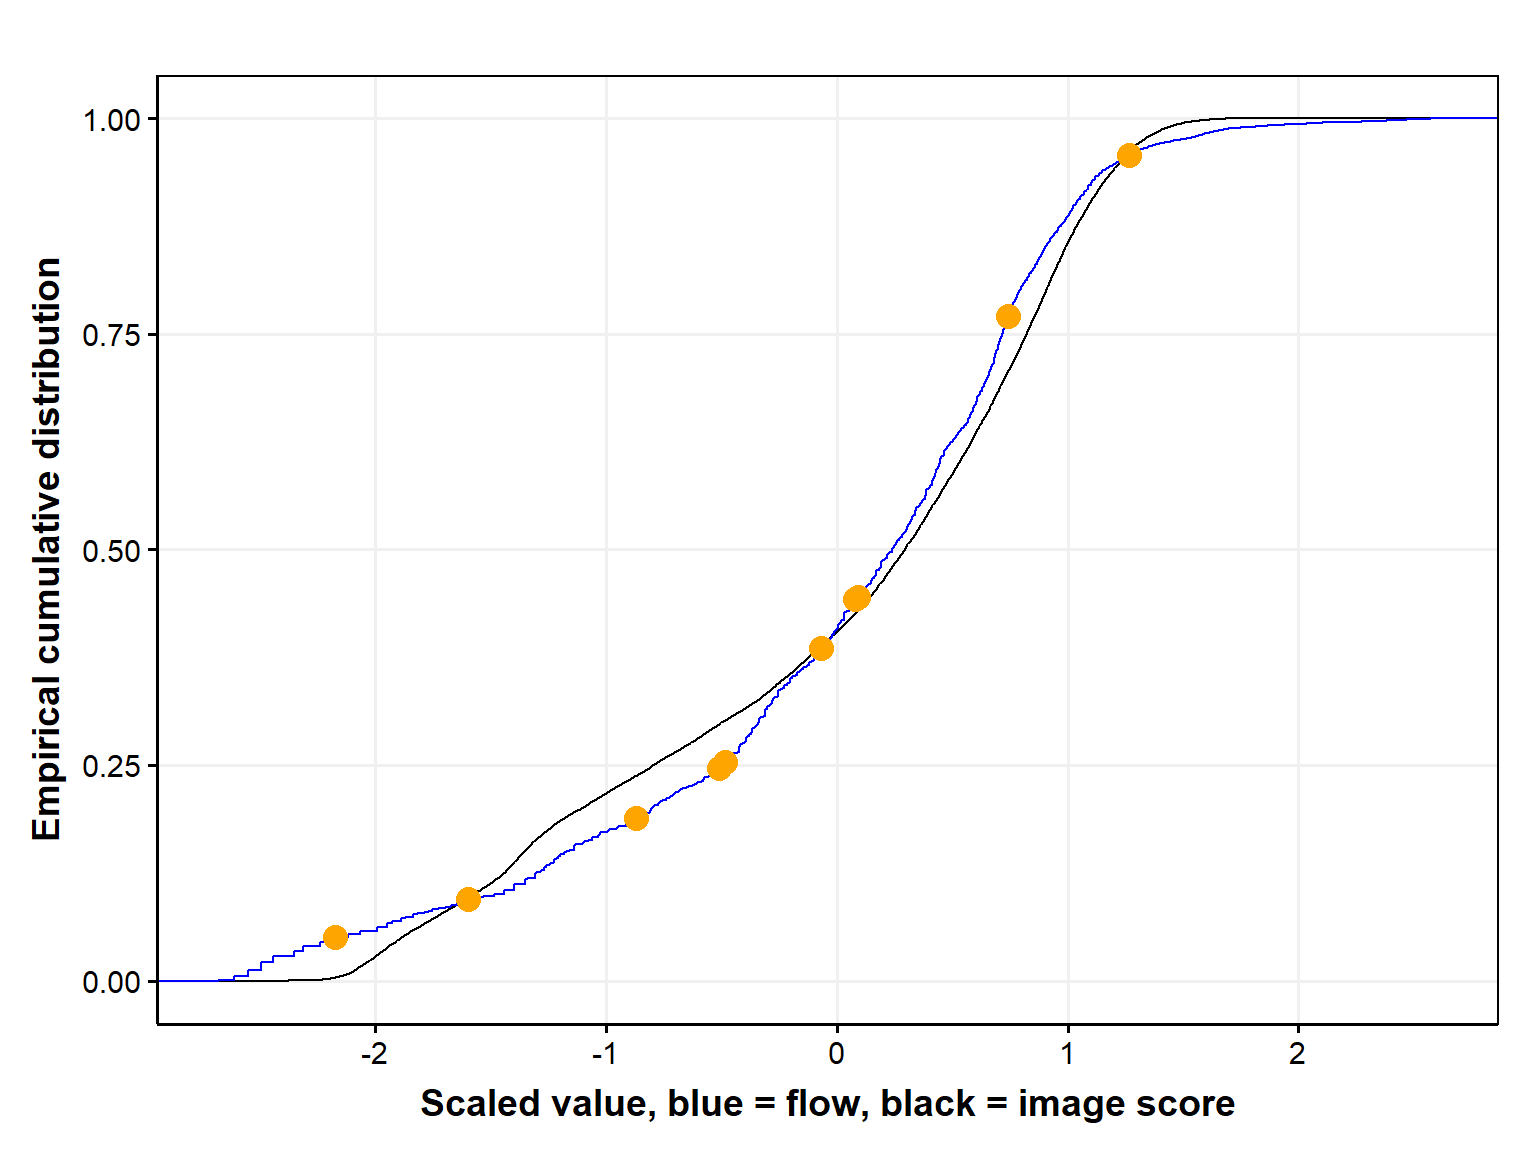 Empirical cumulative distribution
1.00
0.75
0.50
0.25
0.00
-2 -1 0 1 2
Scaled value, blue = flow, black = image score